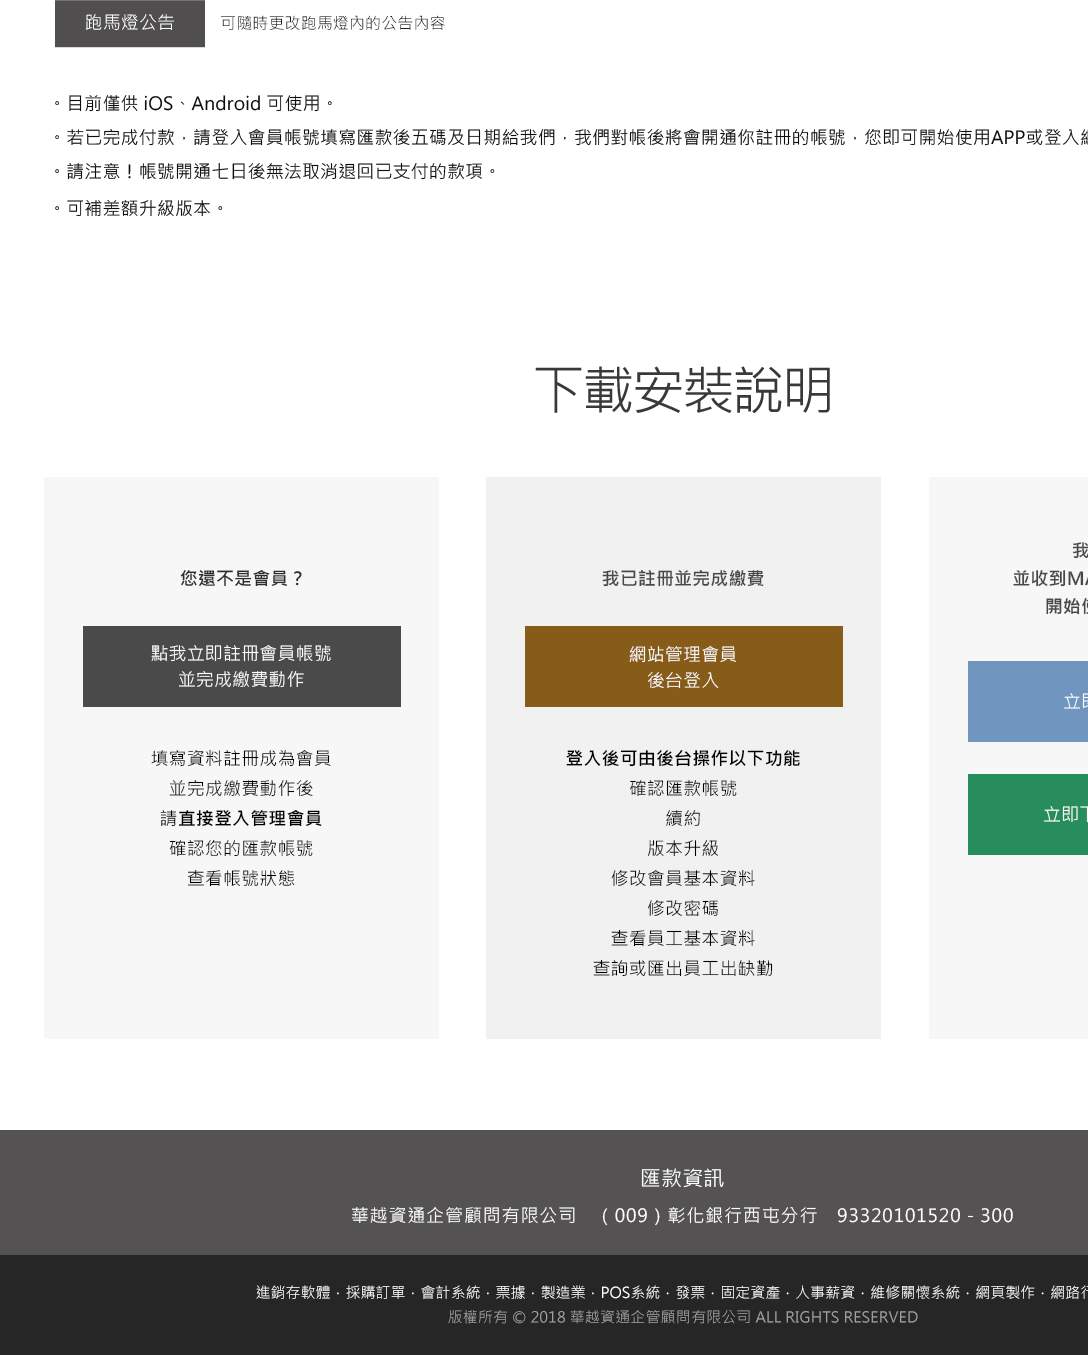 跑馬燈公告 可隨時更改跑馬燈內的公告內容
。目前僅供 iOS、Android 可使用。
。若已完成付款，請登入會員帳號填寫匯款後五碼及日期給我們，我們對帳後將會開通你註冊的帳號，您即可開始使用APP或登入
。請注意！帳號開通七日後無法取消退回已支付的款項。
。可補差額升級版本。
下載安裝說明
您還不是會員？
點我立即註冊會員帳號
並完成繳費動作
填寫資料註冊成為會員
並完成繳費動作後
請直接登入管理會員
確認您的匯款帳號
查看帳號狀態
我已註冊並完成繳費
網站管理會員
後台登入
登入後可由後台操作以下功能
確認匯款帳號
續約
版本升級
修改會員基本資料
修改密碼
查看員工基本資料
查詢或匯出員工出缺勤
我
並收到MA
開始使
立即
立即下
匯款資訊
華越資通企管顧問有限公司 ( 009 ) 彰化銀行西屯分行 93320101520 - 300
進銷存軟體．採購訂單．會計系統．票據．製造業．POS系統．發票．固定資產．人事薪資．維修關懷系統．網頁製作．網路行
版權所有 © 2018 華越資通企管顧問有限公司 ALL RIGHTS RESERVED